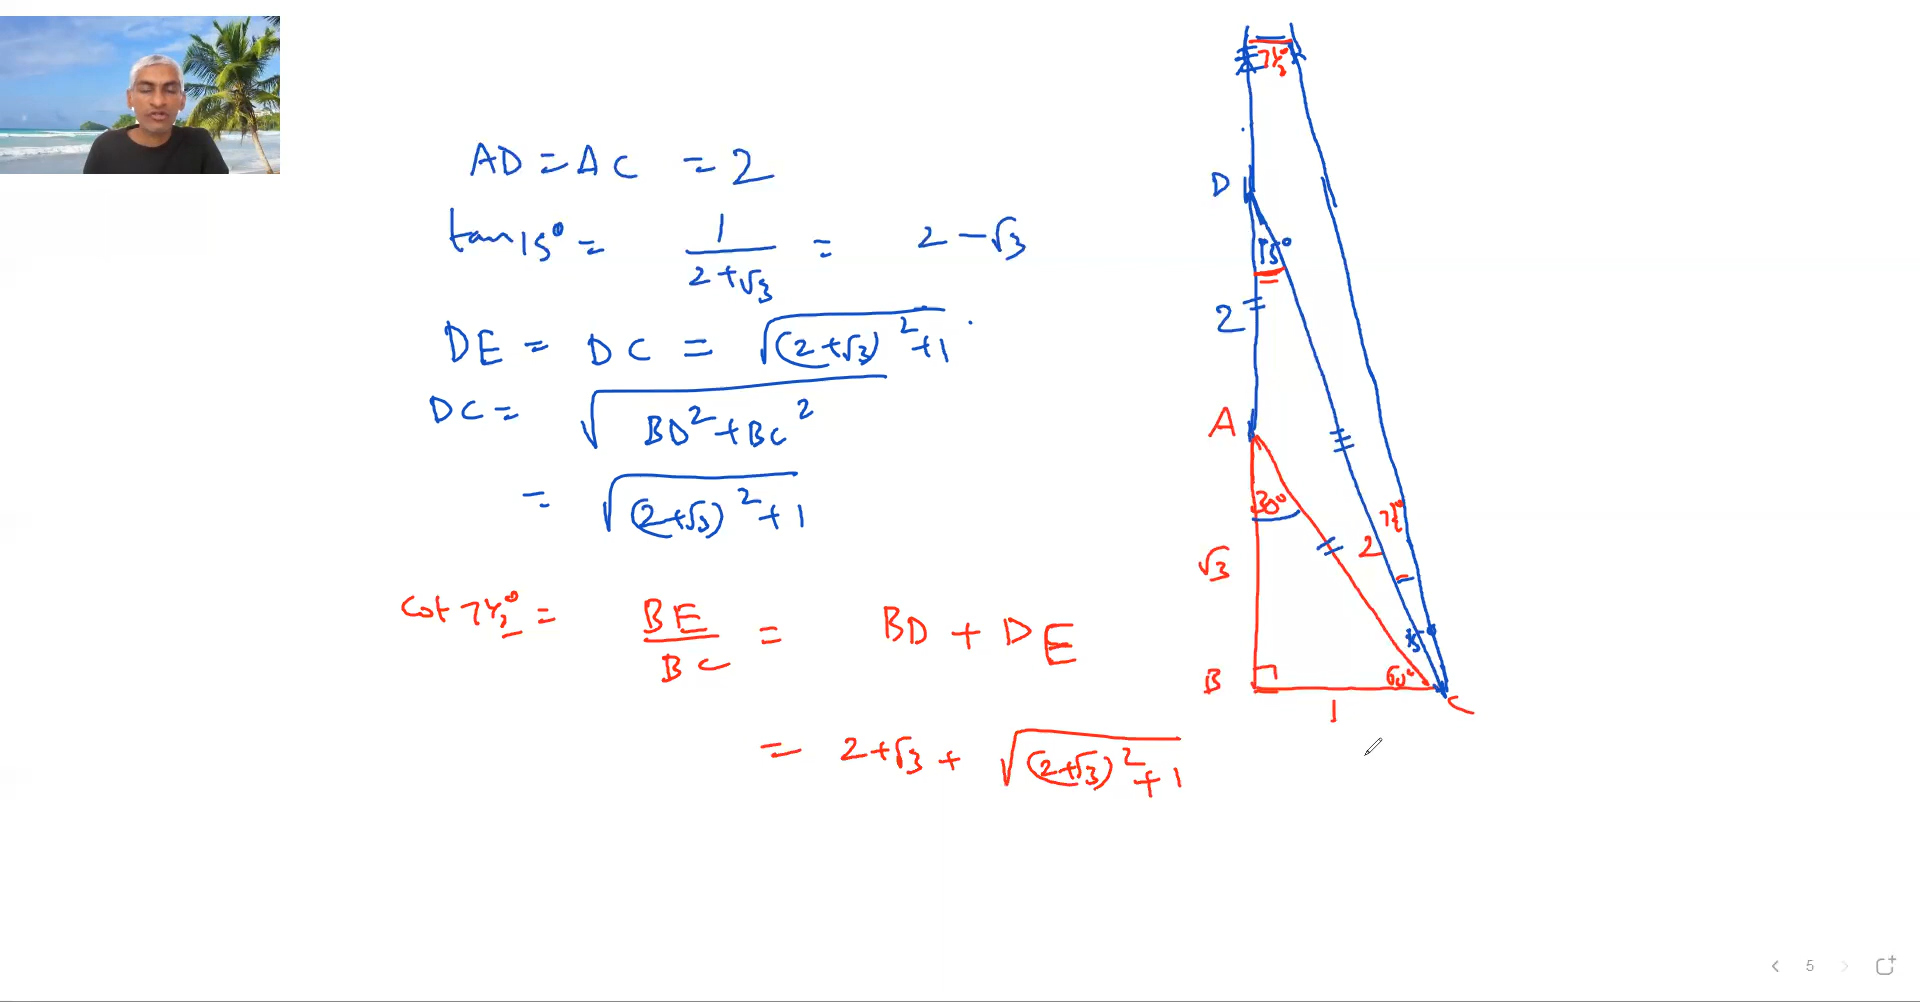 AD = AC = 2
tan 15° = 1/(2+√3) = 2 - √3
DE = DC = √((2+√3)² + 1) .
DC = √(BD² + BC²)
= √((2+√3)² + 1)
Cot 7½° = BE/BC = BD + DE
= 2+√3 + √((2+√3)² + 1)
7½°
D
15°
2
A
30°
7½°
2
√3
15°
B
60°
C
1
5